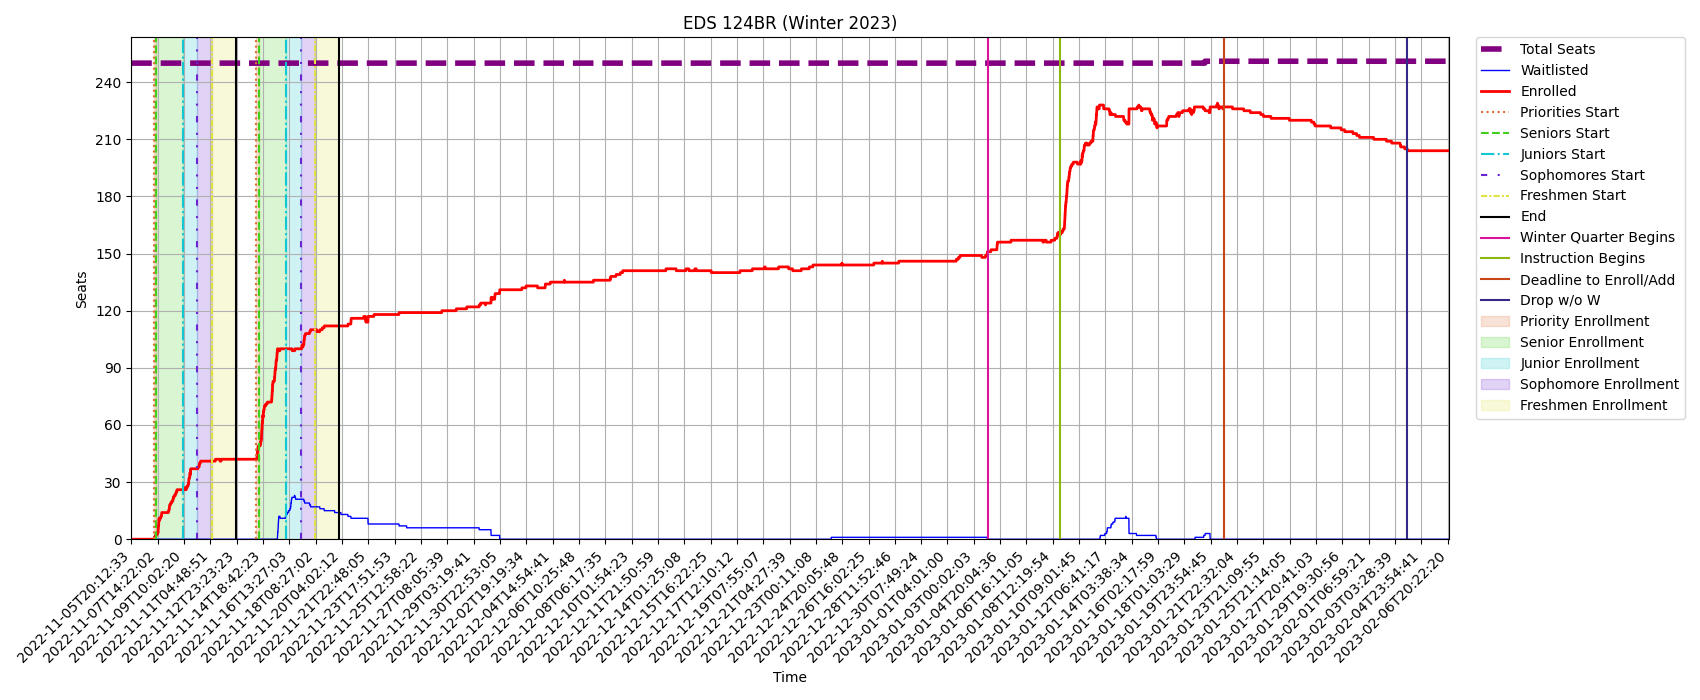 EDS 124BR (Winter 2023)
Seats
240
210
180
150
120
90
60
30
0
2022-11-05T20:12:33
2022-11-07T14:22:02
2022-11-09T10:02:20
2022-11-11T04:48:51
2022-11-12T23:23:23
2022-11-14T18:42:23
2022-11-16T13:27:03
2022-11-18T08:27:02
2022-11-20T04:02:12
2022-11-21T22:48:05
2022-11-23T17:51:53
2022-11-25T12:58:22
2022-11-27T08:05:39
2022-11-29T03:19:41
2022-11-30T22:53:05
2022-12-02T19:19:34
2022-12-04T14:54:41
2022-12-06T10:25:48
2022-12-08T06:17:35
2022-12-10T01:54:23
2022-12-11T21:50:59
2022-12-14T01:25:08
2022-12-15T16:22:25
2022-12-17T12:10:12
2022-12-19T07:55:07
2022-12-21T04:27:39
2022-12-23T00:11:08
2022-12-24T20:05:48
2022-12-26T16:02:25
2022-12-28T11:52:46
2022-12-30T07:49:24
2023-01-01T04:01:00
2023-01-03T00:02:03
2023-01-04T20:04:36
2023-01-06T16:11:05
2023-01-08T12:19:54
2023-01-10T09:01:45
2023-01-12T06:41:17
2023-01-14T03:38:34
2023-01-16T02:17:59
2023-01-18T01:03:29
2023-01-19T23:54:45
2023-01-21T22:32:04
2023-01-23T21:09:55
2023-01-25T21:14:05
2023-01-27T20:41:03
2023-01-29T19:30:56
2023-02-01T06:59:21
2023-02-03T03:28:39
2023-02-04T23:54:41
2023-02-06T20:22:20
Time
Total Seats
Waitlisted
Enrolled
Priorities Start
Seniors Start
Juniors Start
Sophomores Start
Freshmen Start
End
Winter Quarter Begins
Instruction Begins
Deadline to Enroll/Add
Drop w/o W
Priority Enrollment
Senior Enrollment
Junior Enrollment
Sophomore Enrollment
Freshmen Enrollment